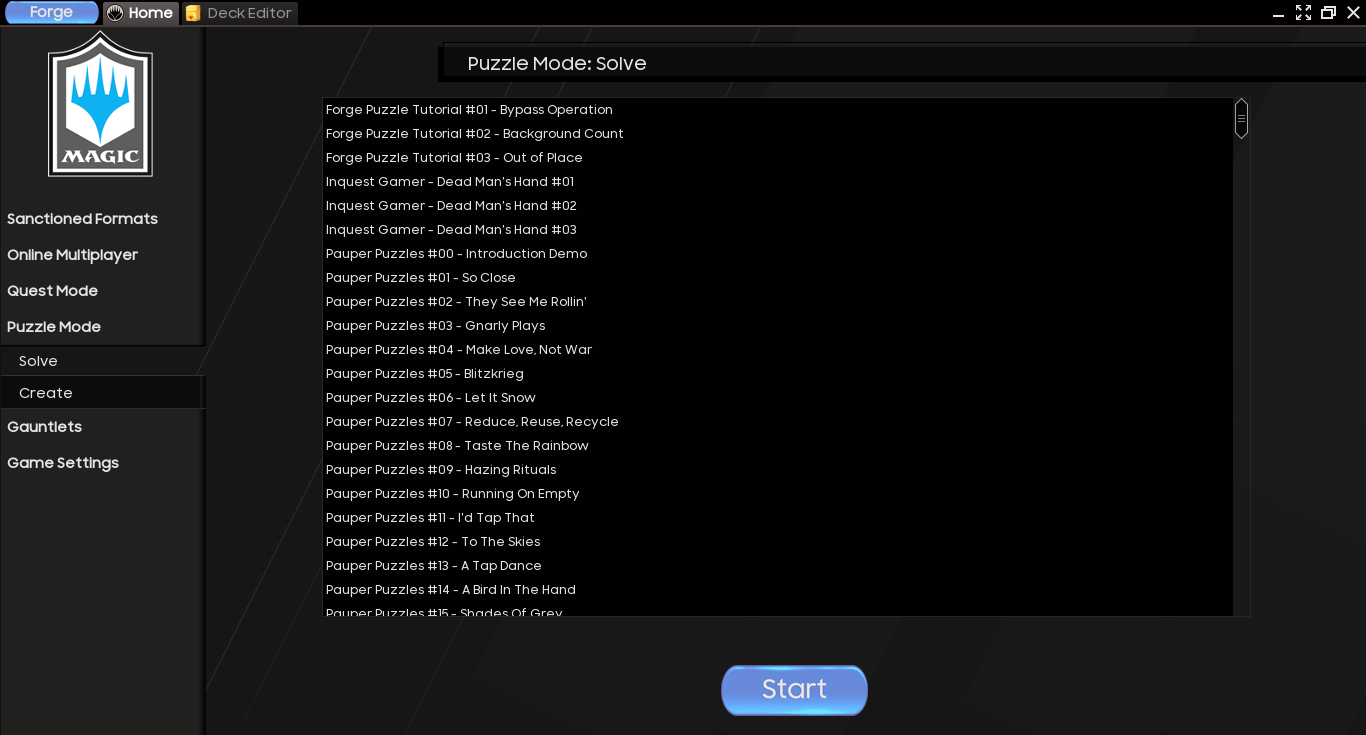 Forge
Home
Deck Editor
MAGIC
Sanctioned Formats
Online Multiplayer
Quest Mode
Puzzle Mode
Solve
Create
Gauntlets
Game Settings
Puzzle Mode: Solve
Forge Puzzle Tutorial #01 - Bypass Operation
Forge Puzzle Tutorial #02 - Background Count
Forge Puzzle Tutorial #03 - Out of Place
Inquest Gamer - Dead Man's Hand #01
Inquest Gamer - Dead Man's Hand #02
Inquest Gamer - Dead Man's Hand #03
Pauper Puzzles #00 - Introduction Demo
Pauper Puzzles #01 - So Close
Pauper Puzzles #02 - They See Me Rollin'
Pauper Puzzles #03 - Gnarly Plays
Pauper Puzzles #04 - Make Love, Not War
Pauper Puzzles #05 - Blitzkrieg
Pauper Puzzles #06 - Let It Snow
Pauper Puzzles #07 - Reduce, Reuse, Recycle
Pauper Puzzles #08 - Taste The Rainbow
Pauper Puzzles #09 - Hazing Rituals
Pauper Puzzles #10 - Running On Empty
Pauper Puzzles #11 - I'd Tap That
Pauper Puzzles #12 - To The Skies
Pauper Puzzles #13 - A Tap Dance
Pauper Puzzles #14 - A Bird In The Hand
Pauper Puzzles #15 - Shades Of Grey
Start